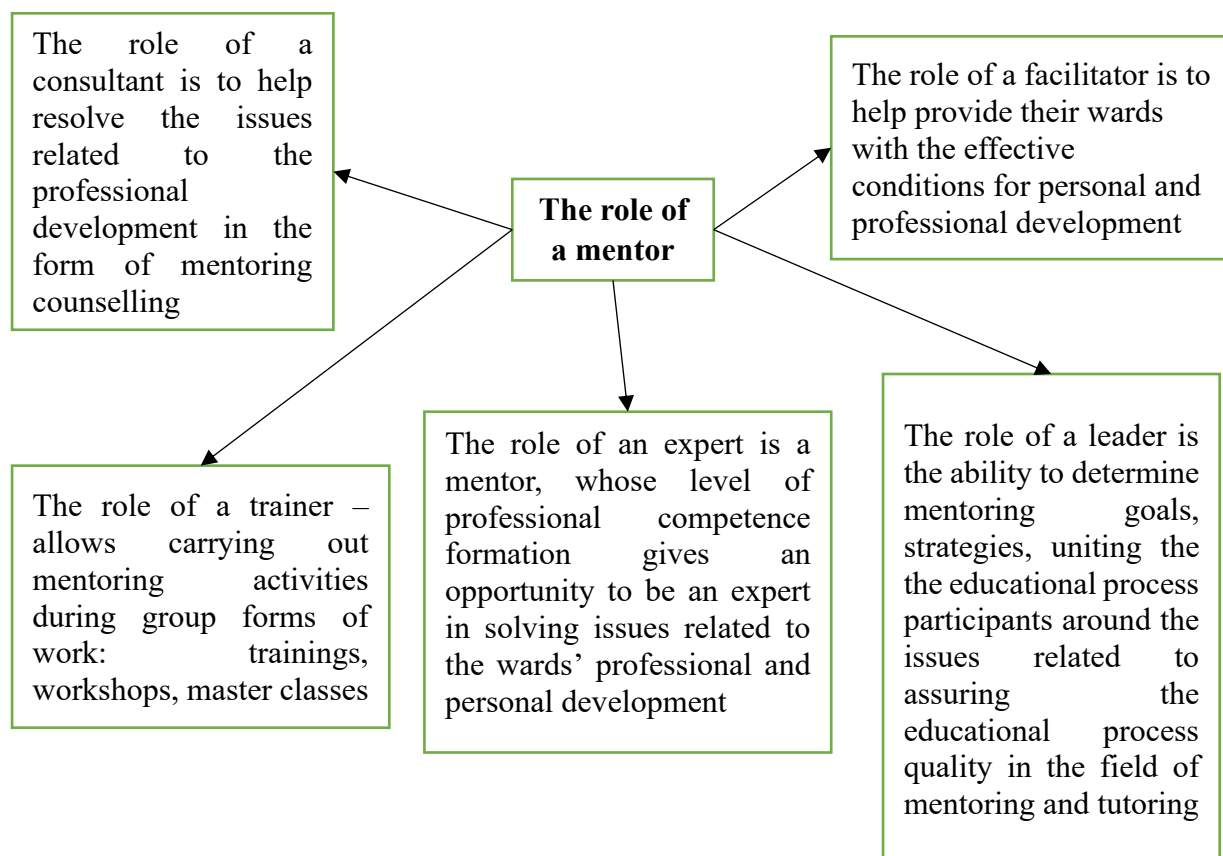 The role of a
consultant is to help
resolve the issues
related to the
professional
development in the
form of mentoring
counselling
The role of a facilitator is to
help provide their wards
with the effective
conditions for personal and
professional development
The role of
a mentor
The role of a trainer –
allows carrying out
mentoring activities
during group forms of
work: trainings,
workshops, master classes
The role of an expert is a
mentor, whose level of
professional competence
formation gives an
opportunity to be an expert
in solving issues related to
the wards’ professional and
personal development
The role of a leader is
the ability to determine
mentoring goals,
strategies, uniting the
the educational process
participants around the
issues related to
assuring the
educational process
quality in the field of
mentoring and tutoring